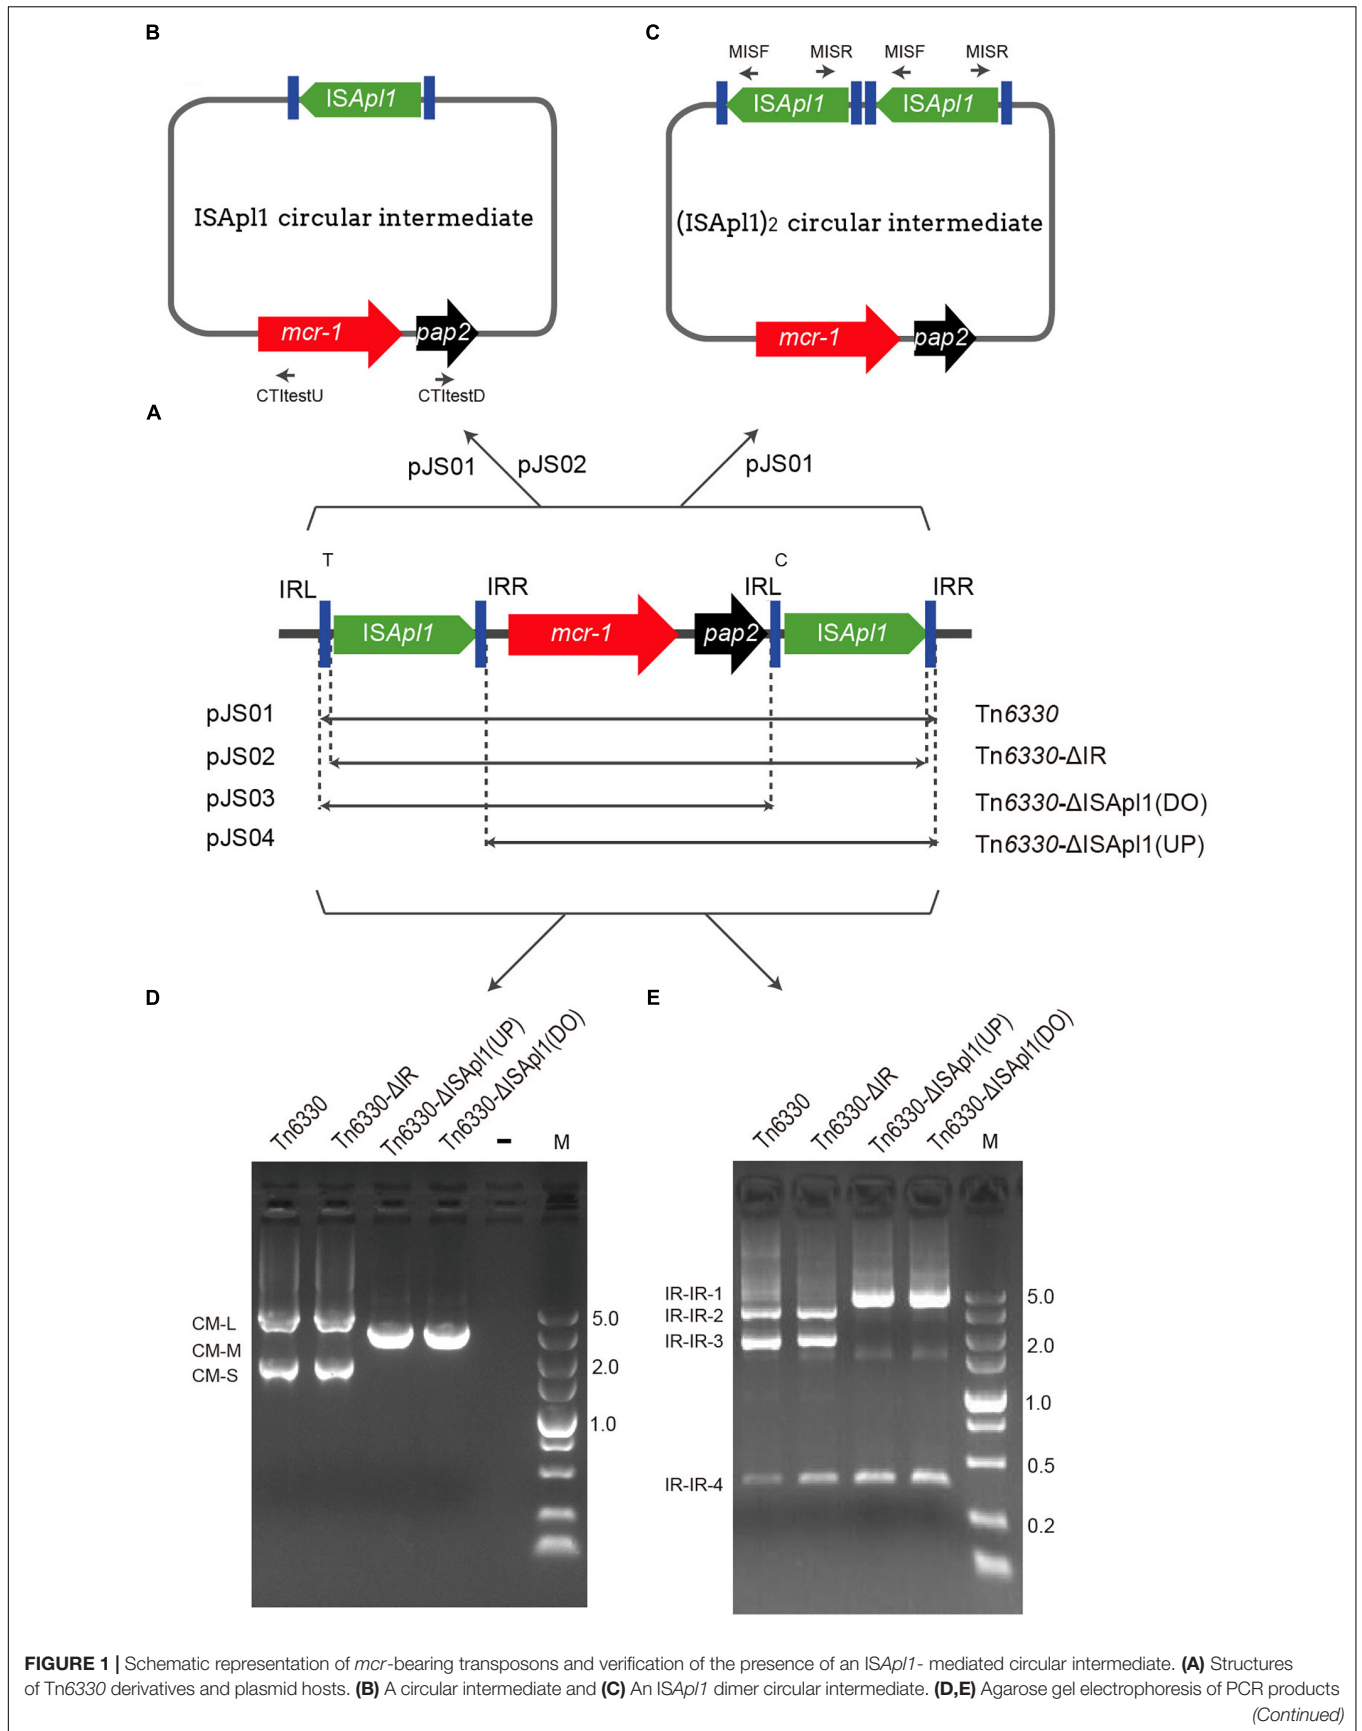 B
C
MISF MISR MISF MISR
ISApl1
ISApl1 ISApl1
ISApl1 circular intermediate
(ISApl1)2 circular intermediate
mcr-1 pap2
mcr-1 pap2
CTItestU CTItestD
A
pJS01 pJS02 pJS01
T C
IRL IRR IRL IRR
ISApl1 mcr-1 pap2 ISApl1
pJS01 Tn6330
pJS02 Tn6330-ΔIR
pJS03 Tn6330-ΔISApl1(DO)
pJS04 Tn6330-ΔISApl1(UP)
D
Tn6330
Tn6330-ΔIR
Tn6330-ΔISApl1(UP)
Tn6330-ΔISApl1(DO)
-
M
CM-L
CM-M
CM-S
5.0
2.0
1.0
E
Tn6330
Tn6330-ΔIR
Tn6330-ΔISApl1(UP)
Tn6330-ΔISApl1(DO)
M
IR-IR-1
IR-IR-2
IR-IR-3
IR-IR-4
5.0
2.0
1.0
0.5
0.2
FIGURE 1 | Schematic representation of mcr-bearing transposons and verification of the presence of an ISApl1- mediated circular intermediate. (A) Structures
of Tn6330 derivatives and plasmid hosts. (B) A circular intermediate and (C) An ISApl1 dimer circular intermediate. (D,E) Agarose gel electrophoresis of PCR products
(Continued)